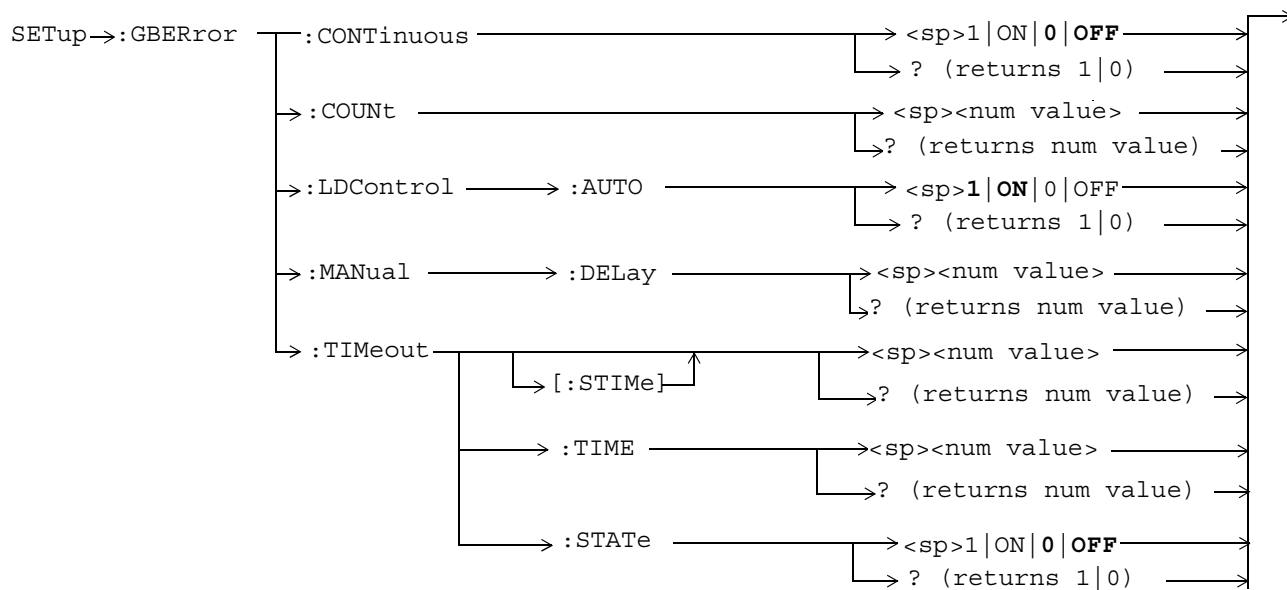 SETup :GBERror :CONTinuous <sp>1|ON|0|OFF
? (returns 1|0)
:COUNt <sp><num value>
? (returns num value)
:LDControl :AUTO <sp>1|ON|0|OFF
? (returns 1|0)
:MANual :DELay <sp><num value>
? (returns num value)
:TIMeout <sp><num value>
[:STIMe] ? (returns num value)
:TIME <sp><num value>
? (returns num value)
:STATe <sp>1|ON|0|OFF
? (returns 1|0)